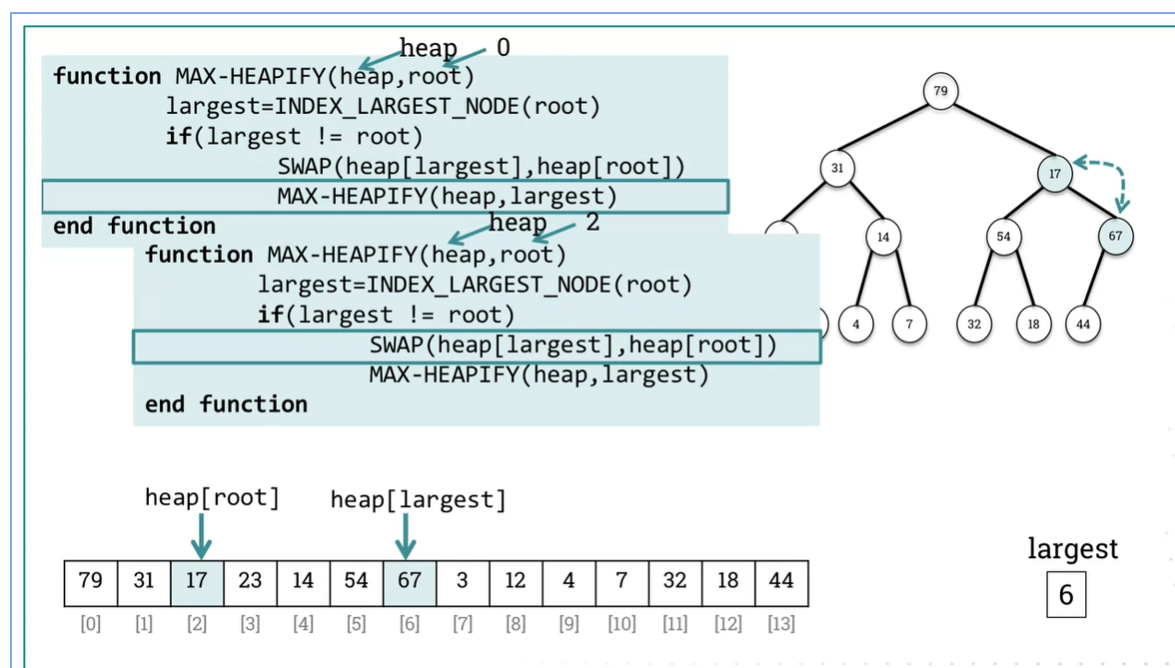 heap 0
function MAX-HEAPIFY(heap,root)
largest=INDEX_LARGEST_NODE(root)
if(largest != root)
SWAP(heap[largest],heap[root])
MAX-HEAPIFY(heap,largest)
end function
heap 2
function MAX-HEAPIFY(heap,root)
largest=INDEX_LARGEST_NODE(root)
if(largest != root)
SWAP(heap[largest],heap[root])
MAX-HEAPIFY(heap,largest)
end function
79
31 17
14 54 67
4 7 32 18 44
heap[root] heap[largest]
79 31 17 23 14 54 67 3 12 4 7 32 18 44
[0] [1] [2] [3] [4] [5] [6] [7] [8] [9] [10] [11] [12] [13]
largest
6